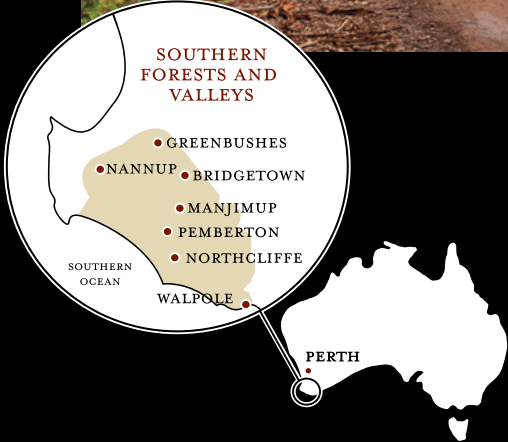 SOUTHERN
FORESTS AND
VALLEYS
GREENBUSHES
NANNUP
BRIDGETOWN
MANJIMUP
PEMBERTON
NORTHCLIFFE
SOUTHERN
OCEAN
WALPOLE
PERTH